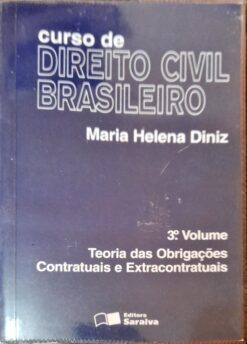 curso de
DIREITO CIVIL
BRASILEIRO
Maria Helena Diniz
3º Volume
Teoria das Obrigações
Contratuais e Extracontratuais
Editora
Saraiva